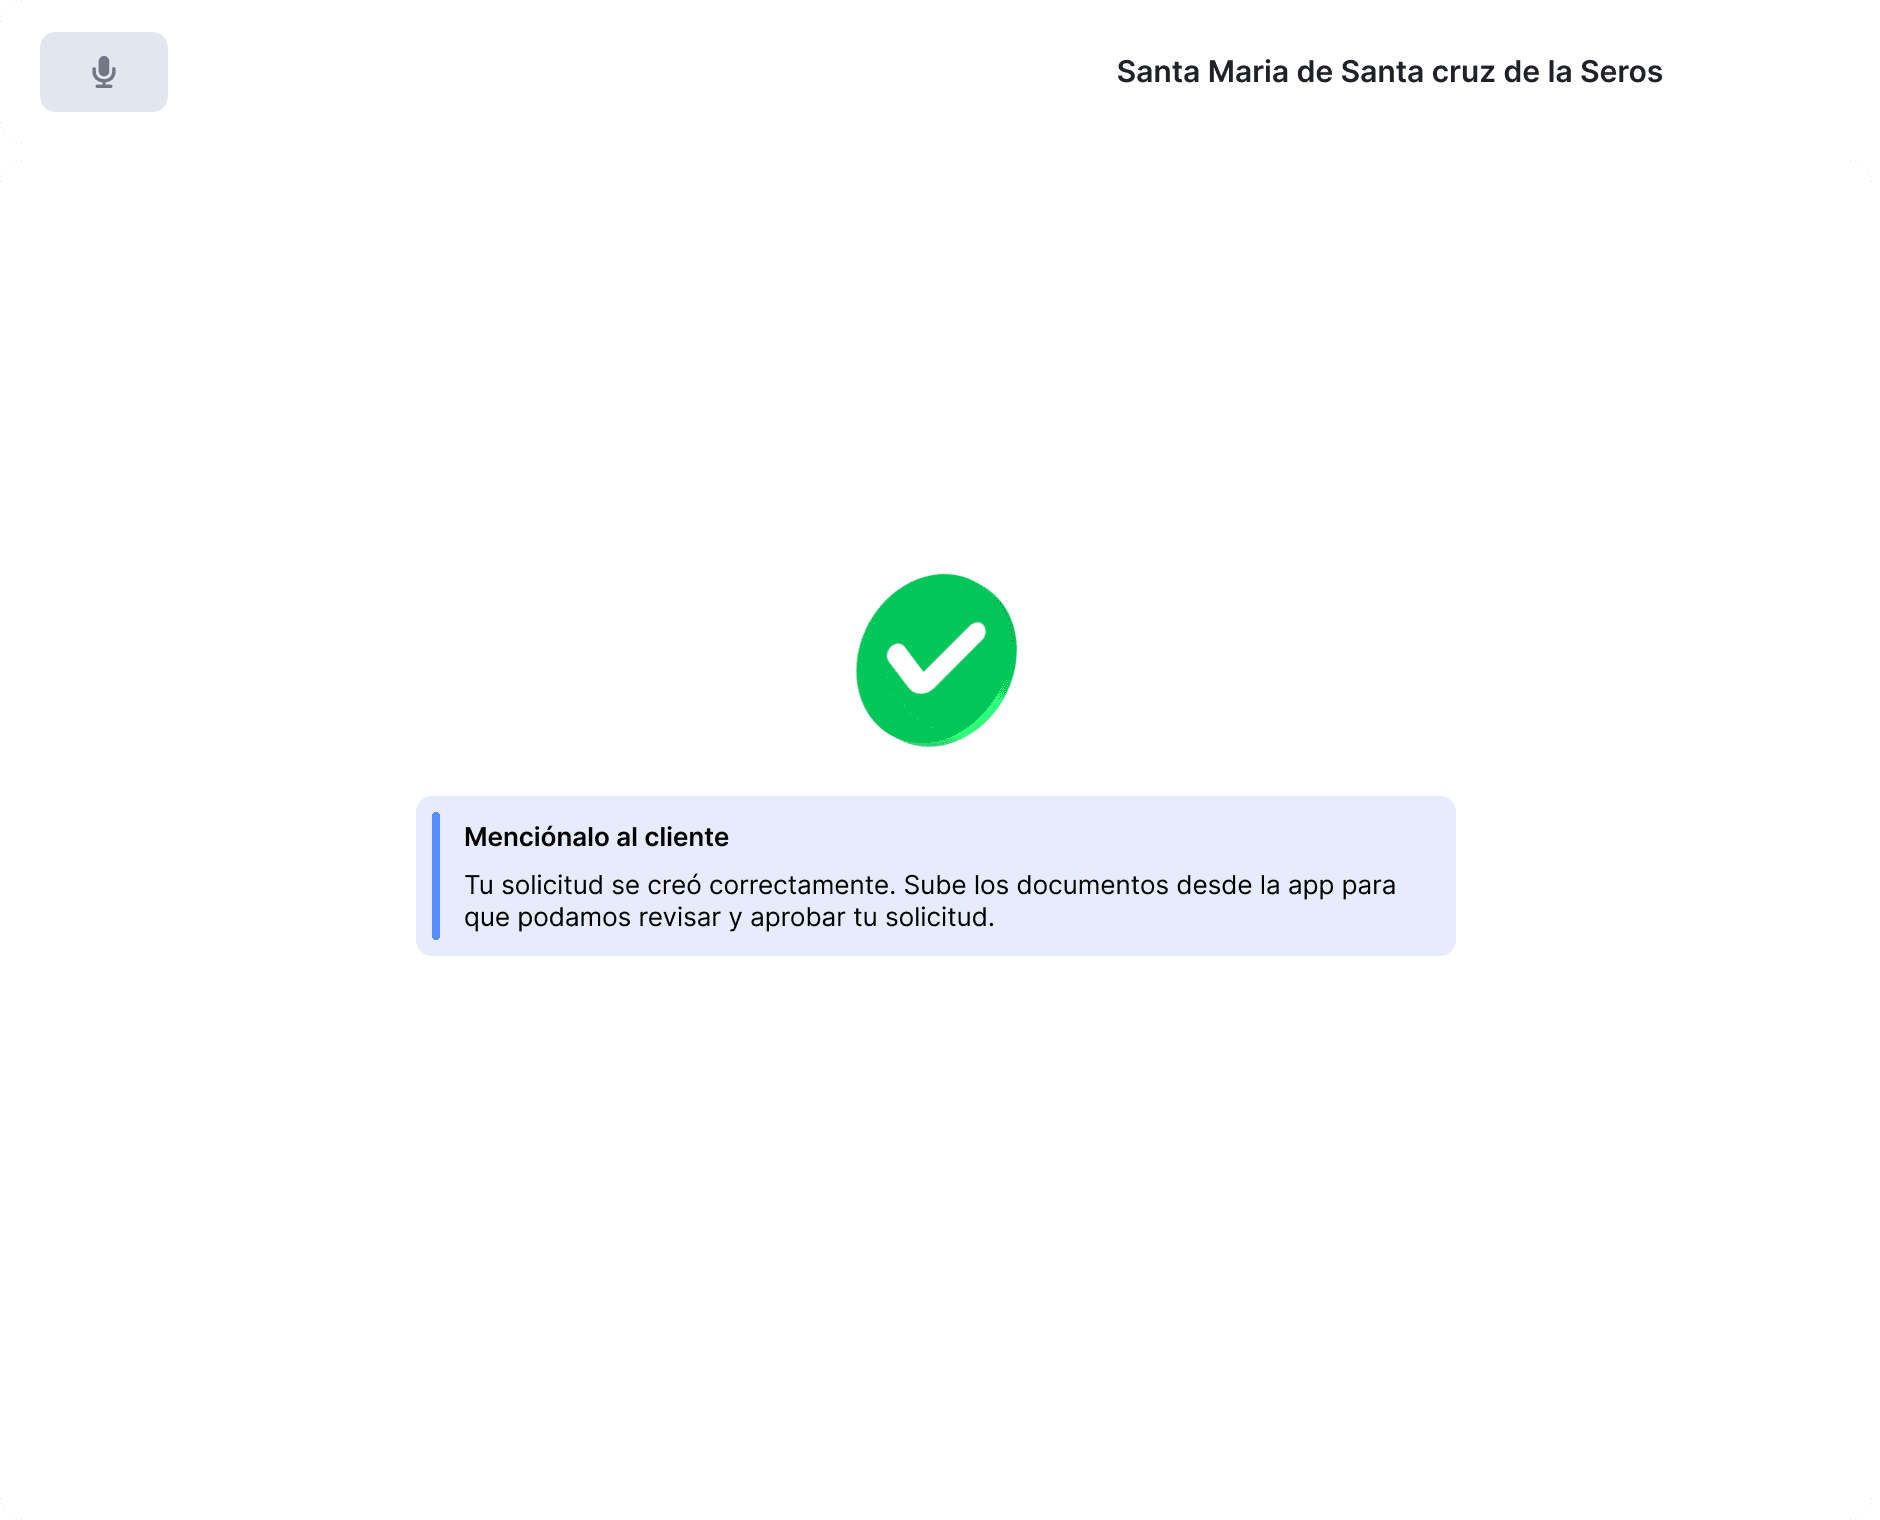 Santa Maria de Santa cruz de la Seros
Menciónalo al cliente
Tu solicitud se creó correctamente. Sube los documentos desde la app para
que podamos revisar y aprobar tu solicitud.